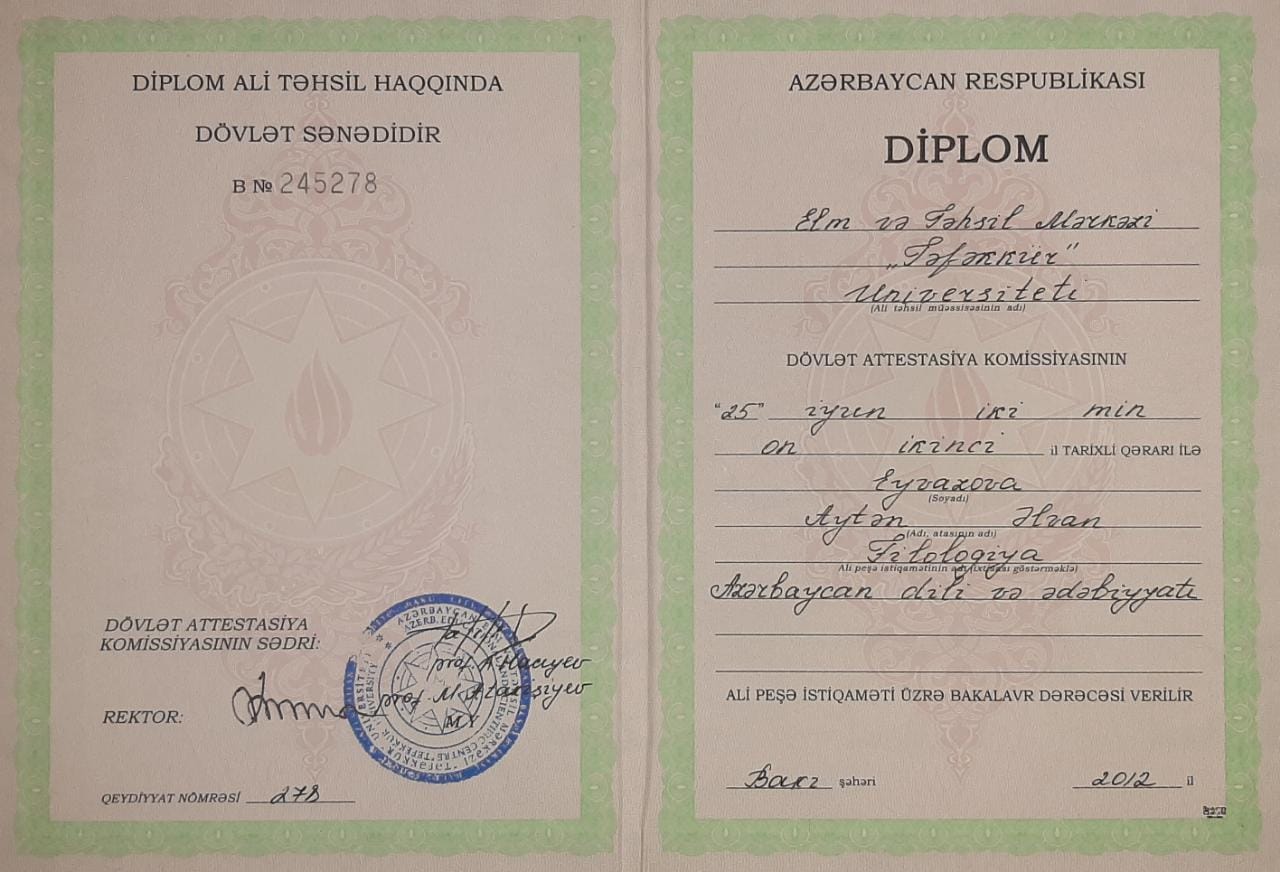 DİPLOM ALİ TƏHSİL HAQQINDA
DÖVLƏT SƏNƏDİDİR
B № 245278
DÖVLƏT ATTESTASİYA
KOMİSSİYASININ SƏDRİ:
prof. A. Hacıyev
REKTOR:
prof. M.
M.Y
QEYDİYYAT NÖMRƏSİ 278
AZƏRBAYCAN RESPUBLİKASI
DİPLOM
Elm və Təhsil Mərkəzi
„Təfəkkür"
Universiteti
(Ali təhsil müəssisəsinin adı)
DÖVLƏT ATTESTASİYA KOMİSSİYASININ
"25" iyun iki min
on ikinci il TARİXLİ QƏRARI İLƏ
Eyvazova
(Soyadı)
Aytən Əlvan
(Adı, atasının adı)
Filologiya
Ali peşə istiqamətinin adı (ixtisası göstərməklə)
Azərbaycan dili və ədəbiyyatı
ALİ PEŞƏ İSTİQAMƏTİ ÜZRƏ BAKALAVR DƏRƏCƏSİ VERİLİR
Bakı şəhəri 2012 il